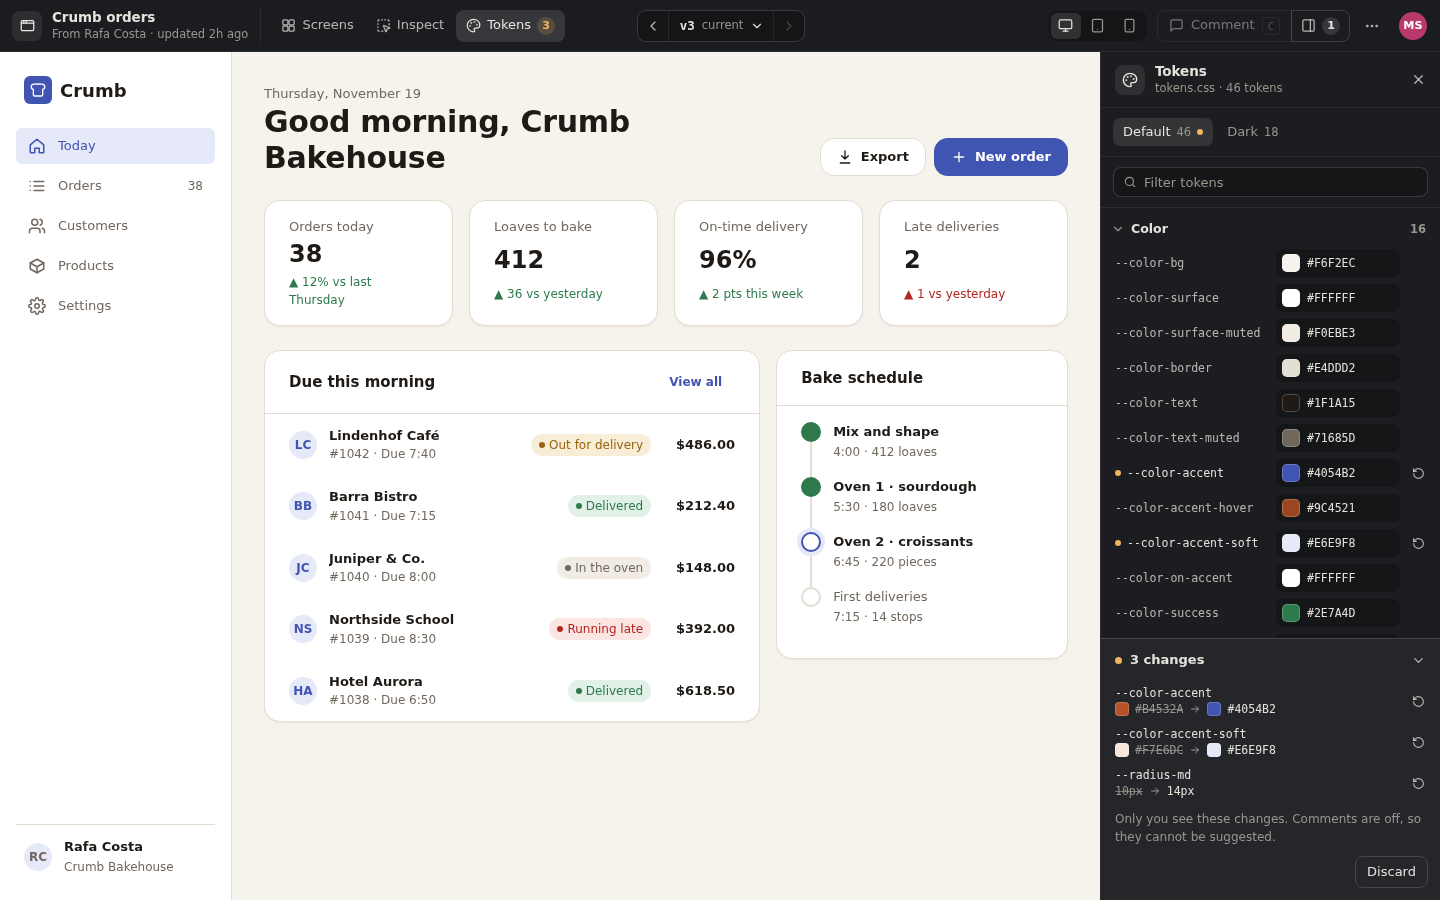 Crumb orders
From Rafa Costa · updated 2h ago
Screens
Inspect
Tokens 3
v3 current
Comment C
1
MS
Crumb
Today
Orders 38
Customers
Products
Settings
RC
Rafa Costa
Crumb Bakehouse
Thursday, November 19
Good morning, Crumb
Bakehouse
Export
New order
Orders today
38
▲ 12% vs last
Thursday
Loaves to bake
412
▲ 36 vs yesterday
On-time delivery
96%
▲ 2 pts this week
Late deliveries
2
▲ 1 vs yesterday
Due this morning
View all
LC
Lindenhof Café
#1042 · Due 7:40
Out for delivery
$486.00
BB
Barra Bistro
#1041 · Due 7:15
Delivered
$212.40
JC
Juniper & Co.
#1040 · Due 8:00
In the oven
$148.00
NS
Northside School
#1039 · Due 8:30
Running late
$392.00
HA
Hotel Aurora
#1038 · Due 6:50
Delivered
$618.50
Bake schedule
Mix and shape
4:00 · 412 loaves
Oven 1 · sourdough
5:30 · 180 loaves
Oven 2 · croissants
6:45 · 220 pieces
First deliveries
7:15 · 14 stops
Tokens
tokens.css · 46 tokens
Default 46
Dark 18
Filter tokens
Color 16
--color-bg #F6F2EC
--color-surface #FFFFFF
--color-surface-muted #F0EBE3
--color-border #E4DDD2
--color-text #1F1A15
--color-text-muted #71685D
--color-accent #4054B2
--color-accent-hover #9C4521
--color-accent-soft #E6E9F8
--color-on-accent #FFFFFF
--color-success #2E7A4D
3 changes
--color-accent
#B4532A → #4054B2
--color-accent-soft
#F7E6DC → #E6E9F8
--radius-md
10px → 14px
Only you see these changes. Comments are off, so
they cannot be suggested.
Discard